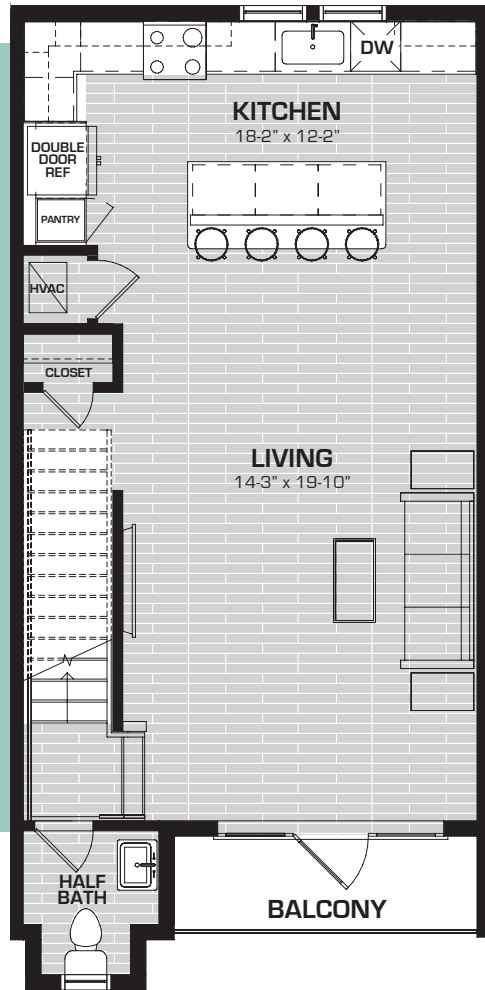 DW
KITCHEN
18-2" x 12-2"
DOUBLE
DOOR
REF
PANTRY
HVAC
CLOSET
LIVING
14-3" x 19-10"
HALF
BATH
BALCONY